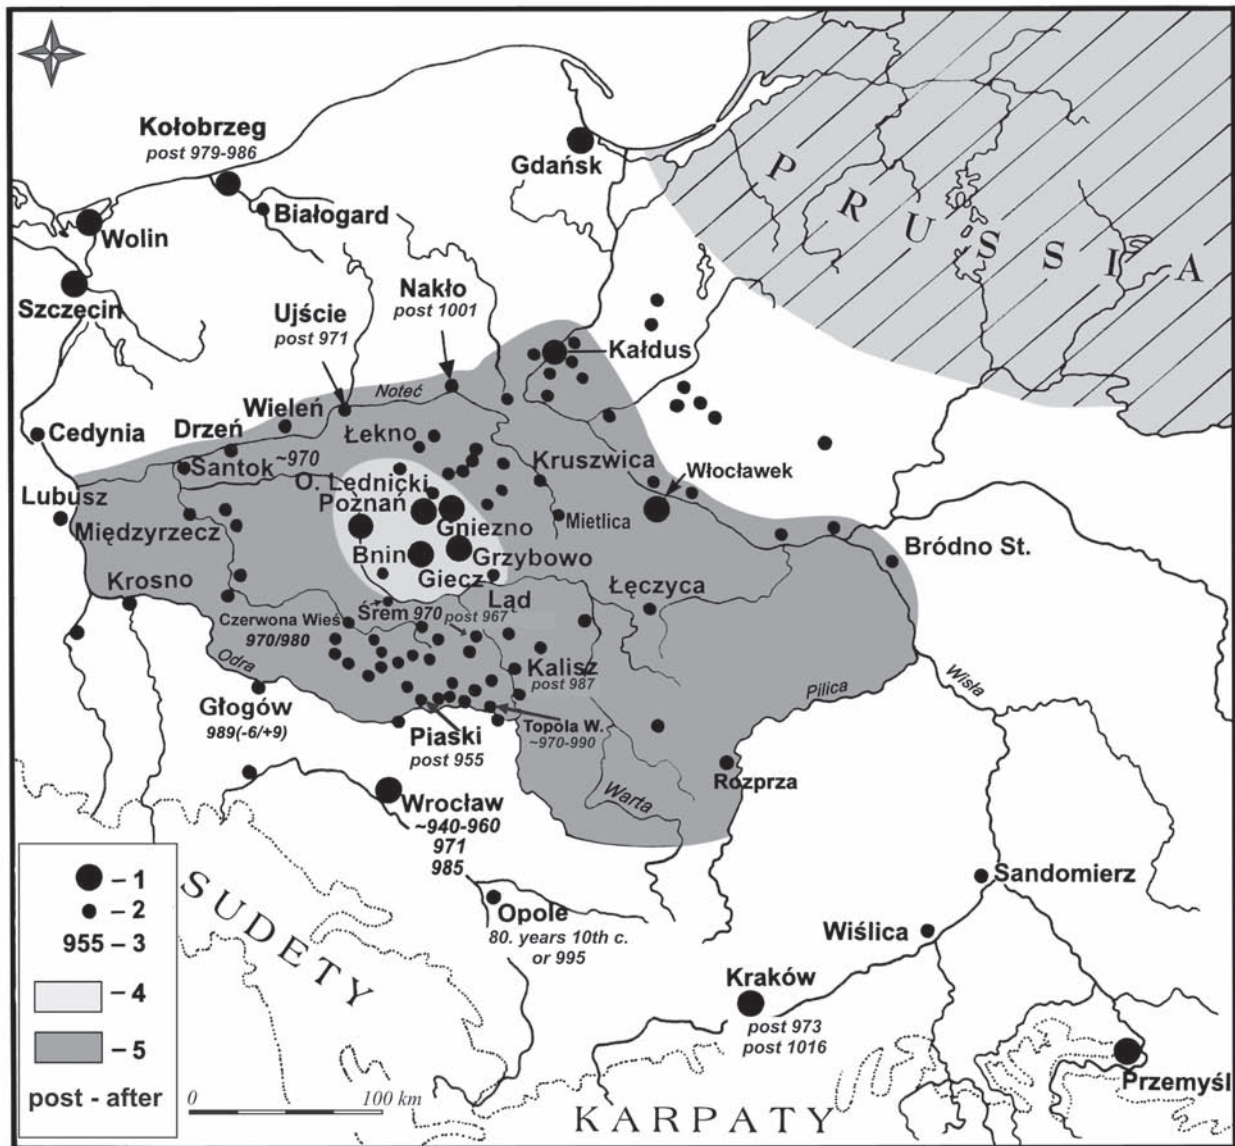 Kołobrzeg
post 979-986
Białogard
Wolin
Szczecin
Gdańsk
PRUSSIA
Nakło
post 1001
Ujście
post 971
Kałdus
Noteć
Wieleń
Drzeń
Cedynia
Łekno
Santok ~970
Kruszwica
Włocławek
O. Lednicki
Poznań
Lubusz
Międzyrzecz
Gniezno
Mietlica
Bnin
Grzybowo
Giecz
Bródno St.
Krosno
Ląd
Łęczyca
Śrem 970
post 967
Czerwona Wieś
970/980
Odra
Kalisz
post 987
Pilica
Wisła
Głogów
989(-6/+9)
Piaski
post 955
Topola W.
~970-990
Rozprza
Warta
Wrocław
~940-960
971
985
Sandomierz
Opole
80. years 10th c.
or 995
Wiślica
Kraków
post 973
post 1016
Przemyśl
SUDETY
KARPATY
– 1
– 2
955 – 3
– 4
– 5
post - after
0
100 km